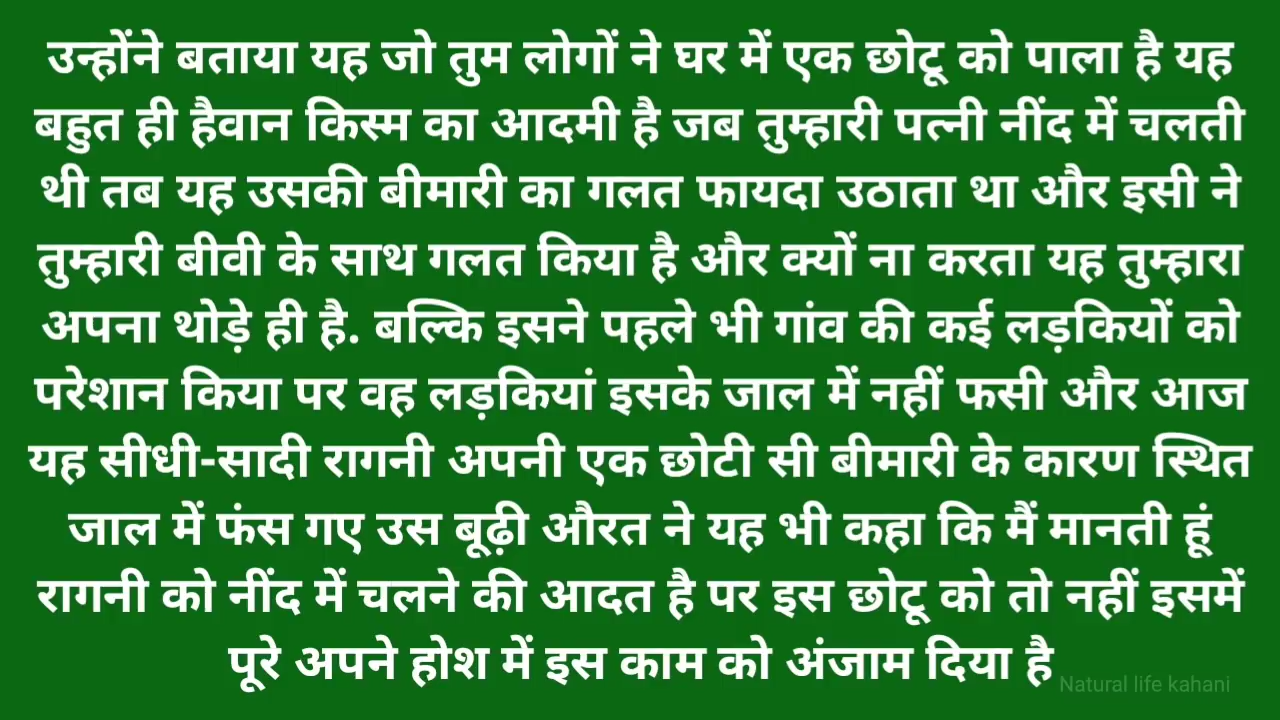 उन्होंने बताया यह जो तुम लोगों ने घर में एक छोटू को पाला है यह
बहुत ही हैवान किस्म का आदमी है जब तुम्हारी पत्नी नींद में चलती
थी तब यह उसकी बीमारी का गलत फायदा उठाता था और इसी ने
तुम्हारी बीवी के साथ गलत किया है और क्यों ना करता यह तुम्हारा
अपना थोड़े ही है. बल्कि इसने पहले भी गांव की कई लड़कियों को
परेशान किया पर वह लड़कियां इसके जाल में नहीं फसी और आज
यह सीधी-सादी रागनी अपनी एक छोटी सी बीमारी के कारण स्थित
जाल में फंस गए उस बूढ़ी औरत ने यह भी कहा कि मैं मानती हूं
रागनी को नींद में चलने की आदत है पर इस छोटू को तो नहीं इसमें
पूरे अपने होश में इस काम को अंजाम दिया है
Natural life kahani